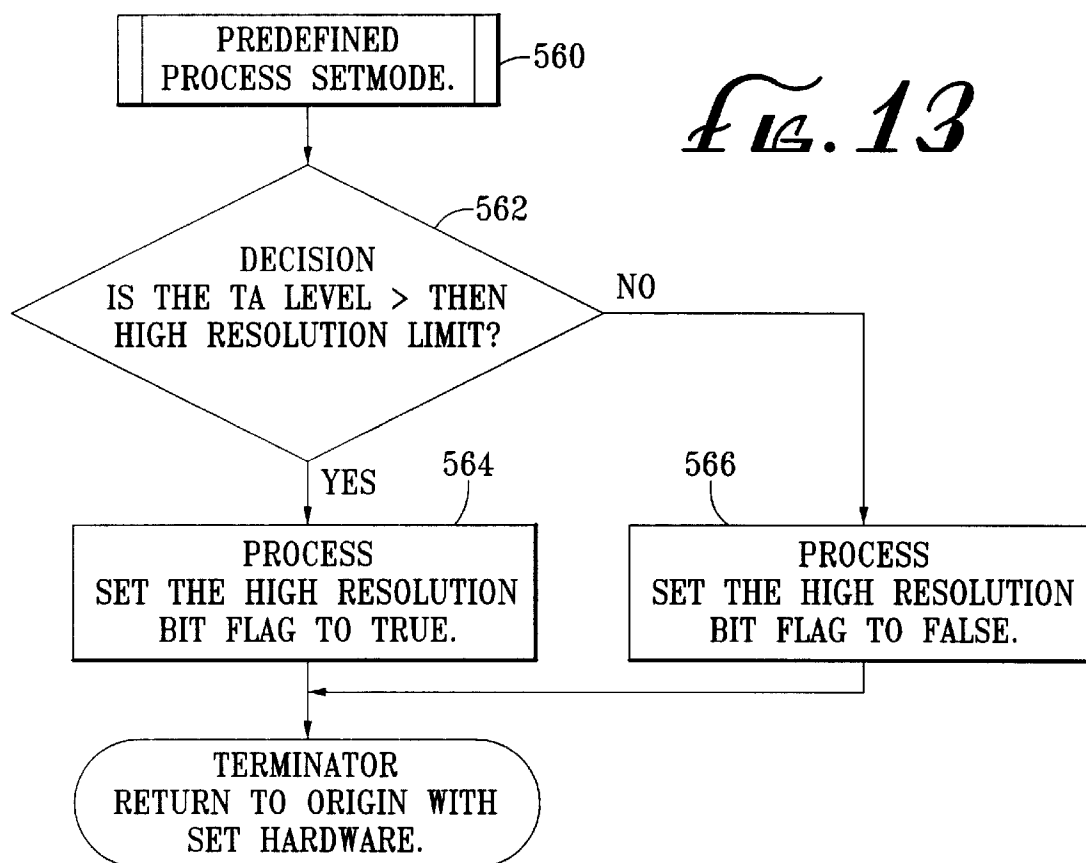 PREDEFINED
PROCESS SETMODE.
560
FIG. 13
562
DECISION
IS THE TA LEVEL > THEN
HIGH RESOLUTION LIMIT?
NO
YES
564
566
PROCESS
SET THE HIGH RESOLUTION
BIT FLAG TO TRUE.
PROCESS
SET THE HIGH RESOLUTION
BIT FLAG TO FALSE.
TERMINATOR
RETURN TO ORIGIN WITH
SET HARDWARE.